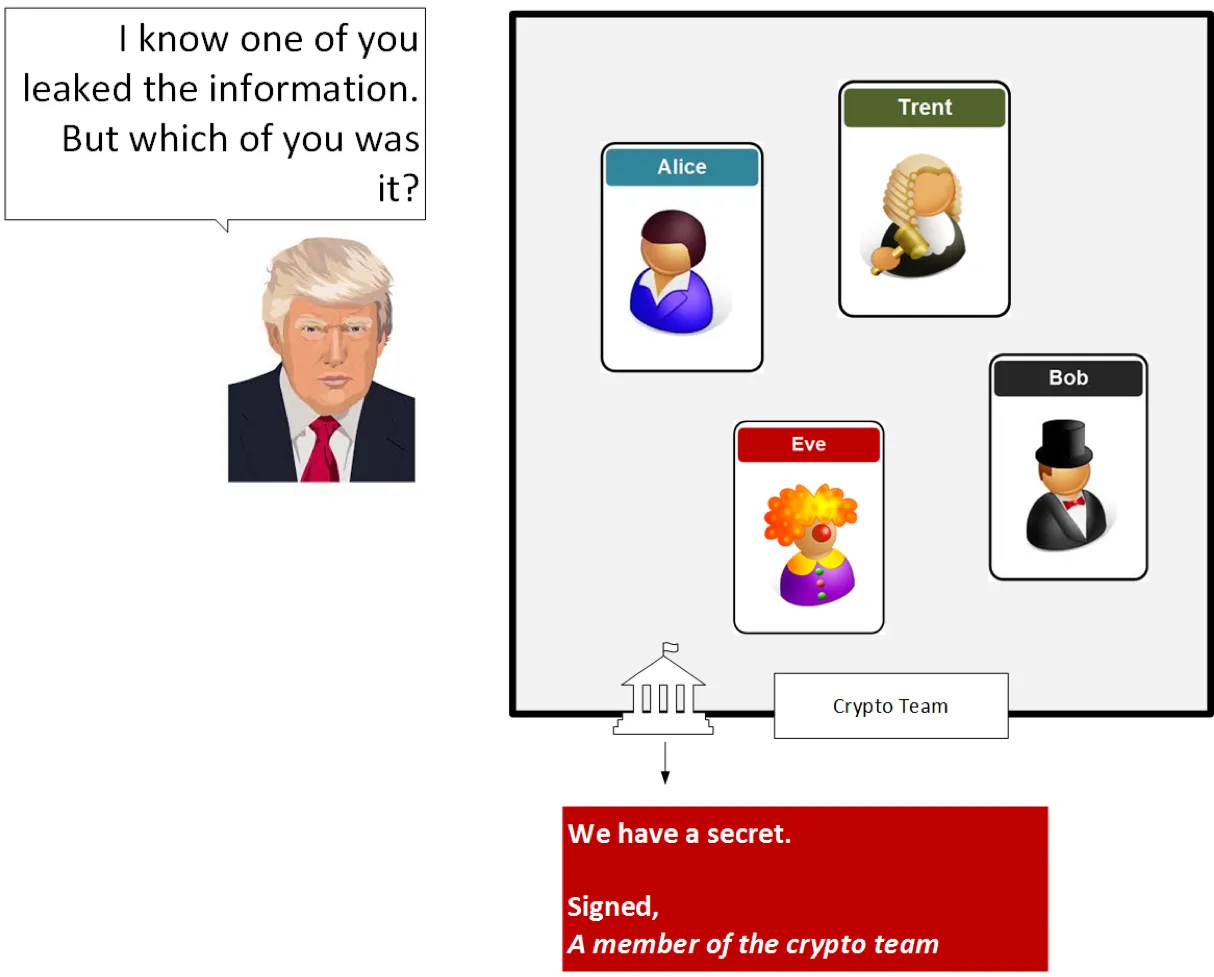 I know one of you
leaked the information.
But which of you was
it?
Trent
Alice
Bob
Eve
Crypto Team
We have a secret.
Signed,
A member of the crypto team